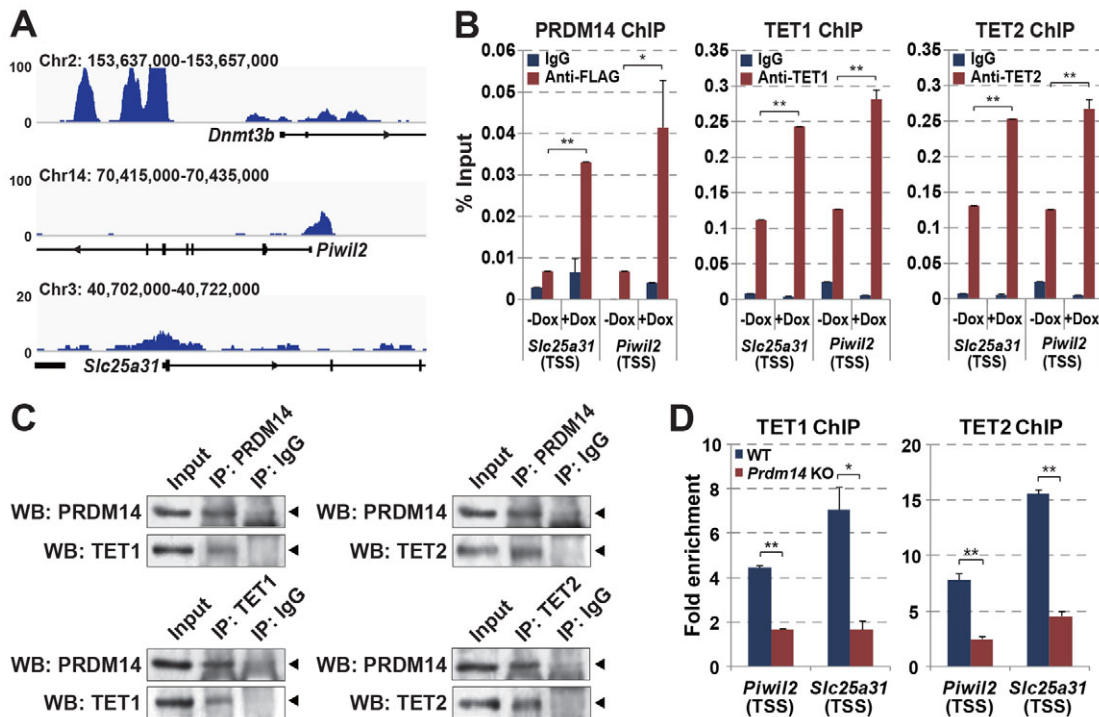 A
Chr2: 153,637,000-153,657,000
100
0
Dnmt3b
Chr14: 70,415,000-70,435,000
100
0
Piwil2
Chr3: 40,702,000-40,722,000
20
0
Slc25a31
B
PRDM14 ChIP
% Input
0.06
0.05
0.04
0.03
0.02
0.01
0
IgG
Anti-FLAG
*
**
-Dox +Dox -Dox +Dox
Slc25a31 Piwil2
(TSS) (TSS)
TET1 ChIP
0.35
0.3
0.25
0.2
0.15
0.1
0.05
0
IgG
Anti-TET1
**
**
-Dox +Dox -Dox +Dox
Slc25a31 Piwil2
(TSS) (TSS)
TET2 ChIP
0.35
0.3
0.25
0.2
0.15
0.1
0.05
0
IgG
Anti-TET2
**
**
-Dox +Dox -Dox +Dox
Slc25a31 Piwil2
(TSS) (TSS)
C
Input IP: PRDM14 IP: IgG
WB: PRDM14
WB: TET1
Input IP: PRDM14 IP: IgG
WB: PRDM14
WB: TET2
Input IP: TET1 IP: IgG
WB: PRDM14
WB: TET1
Input IP: TET2 IP: IgG
WB: PRDM14
WB: TET2
D
TET1 ChIP
Fold enrichment
10
8
6
4
2
0
WT
Prdm14 KO
*
**
Piwil2 Slc25a31
(TSS) (TSS)
TET2 ChIP
20
15
10
5
0
**
**
Piwil2 Slc25a31
(TSS) (TSS)